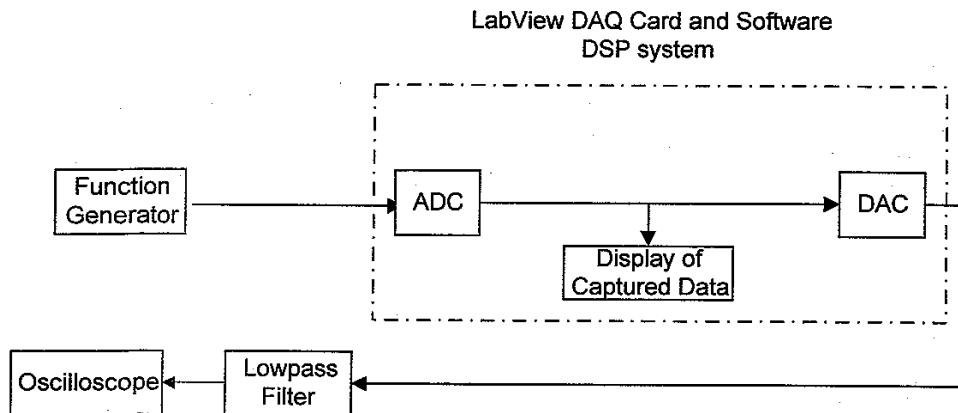 LabView DAQ Card and Software
DSP system
Function
Generator
ADC
DAC
Display of
Captured Data
Oscilloscope
Lowpass
Filter